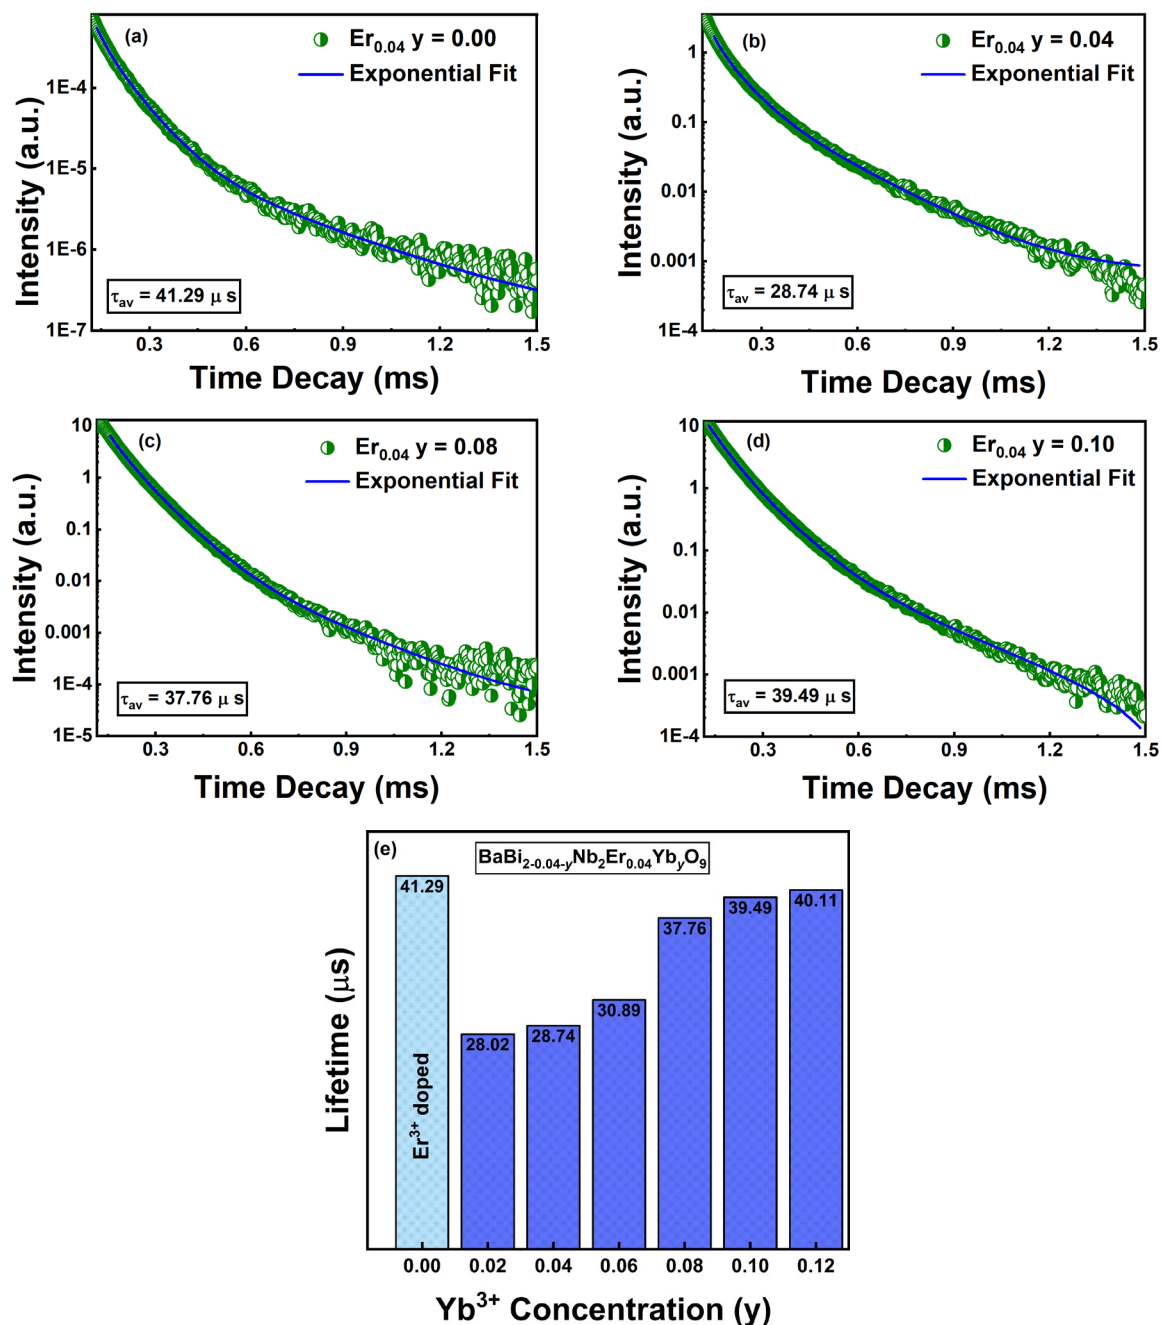 (a)
Er0.04 y = 0.00
Exponential Fit
1E-4
1E-5
1E-6
1E-7
Intensity (a.u.)
τav = 41.29 μ s
0.3 0.6 0.9 1.2 1.5
Time Decay (ms)
(b)
Er0.04 y = 0.04
Exponential Fit
1
0.1
0.01
0.001
1E-4
Intensity (a.u.)
τav = 28.74 μ s
0.3 0.6 0.9 1.2 1.5
Time Decay (ms)
(c)
Er0.04 y = 0.08
Exponential Fit
10
1
0.1
0.01
0.001
1E-4
1E-5
Intensity (a.u.)
τav = 37.76 μ s
0.3 0.6 0.9 1.2 1.5
Time Decay (ms)
(d)
Er0.04 y = 0.10
Exponential Fit
10
1
0.1
0.01
0.001
1E-4
Intensity (a.u.)
τav = 39.49 μ s
0.3 0.6 0.9 1.2 1.5
Time Decay (ms)
(e)
BaBi2-0.04-yNb2Er0.04YbyO9
41.29
28.02
28.74
30.89
37.76
39.49
40.11
Er3+ doped
Lifetime (μs)
0.00 0.02 0.04 0.06 0.08 0.10 0.12
Yb3+ Concentration (y)